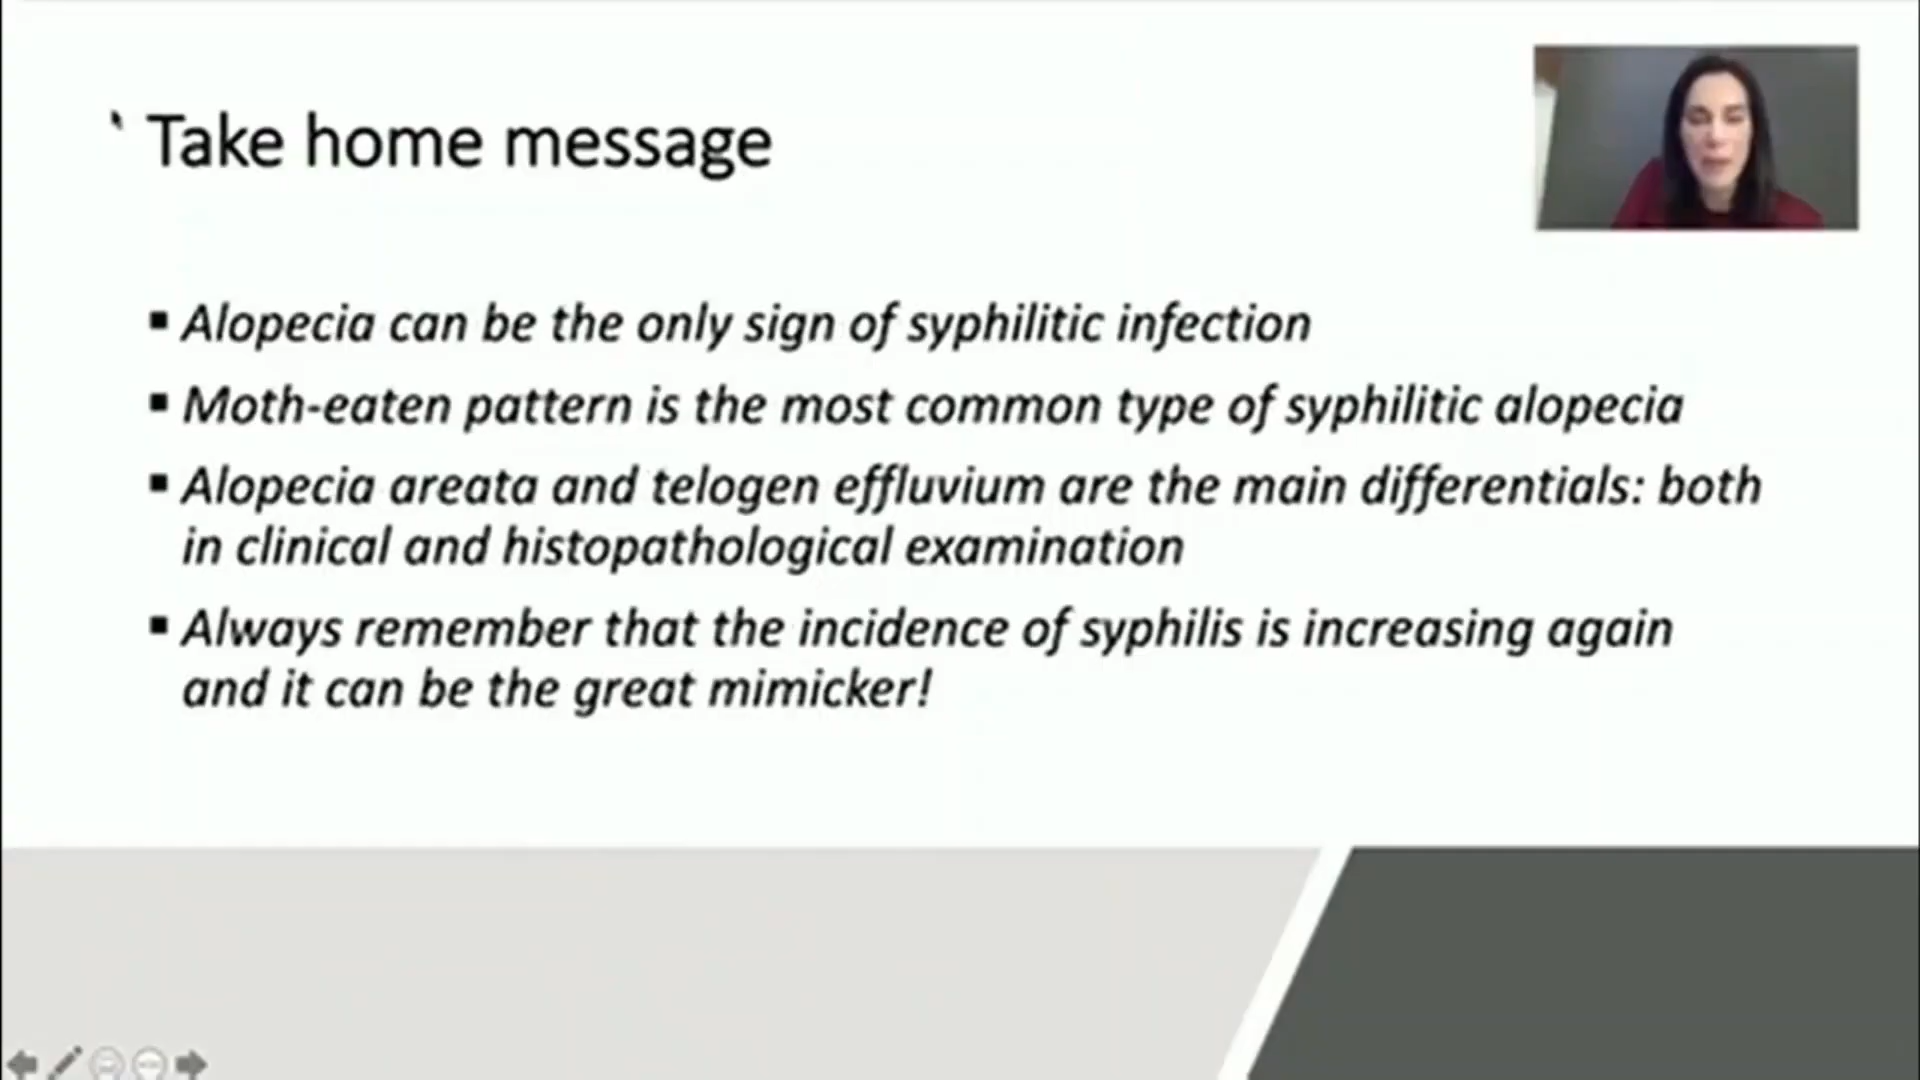 Take home message
▪ Alopecia can be the only sign of syphilitic infection
▪ Moth-eaten pattern is the most common type of syphilitic alopecia
▪ Alopecia areata and telogen effluvium are the main differentials: both
in clinical and histopathological examination
▪ Always remember that the incidence of syphilis is increasing again
and it can be the great mimicker!